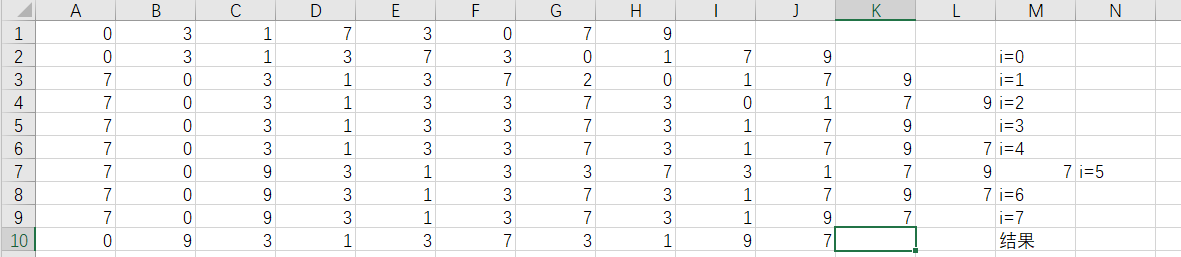 A B C D E F G H I J K L M N
1 0 3 1 7 3 0 7 9
2 0 3 1 3 7 3 0 1 7 9 i=0
3 7 0 3 1 3 7 2 0 1 7 9 i=1
4 7 0 3 1 3 3 7 3 0 1 7 9 i=2
5 7 0 3 1 3 3 7 3 1 7 9 i=3
6 7 0 3 1 3 3 7 3 1 7 9 7 i=4
7 7 0 9 3 1 3 3 7 3 1 7 9 7 i=5
8 7 0 9 3 1 3 7 3 1 7 9 7 i=6
9 7 0 9 3 1 3 7 3 1 9 7 i=7
10 0 9 3 1 3 7 3 1 9 7 结果